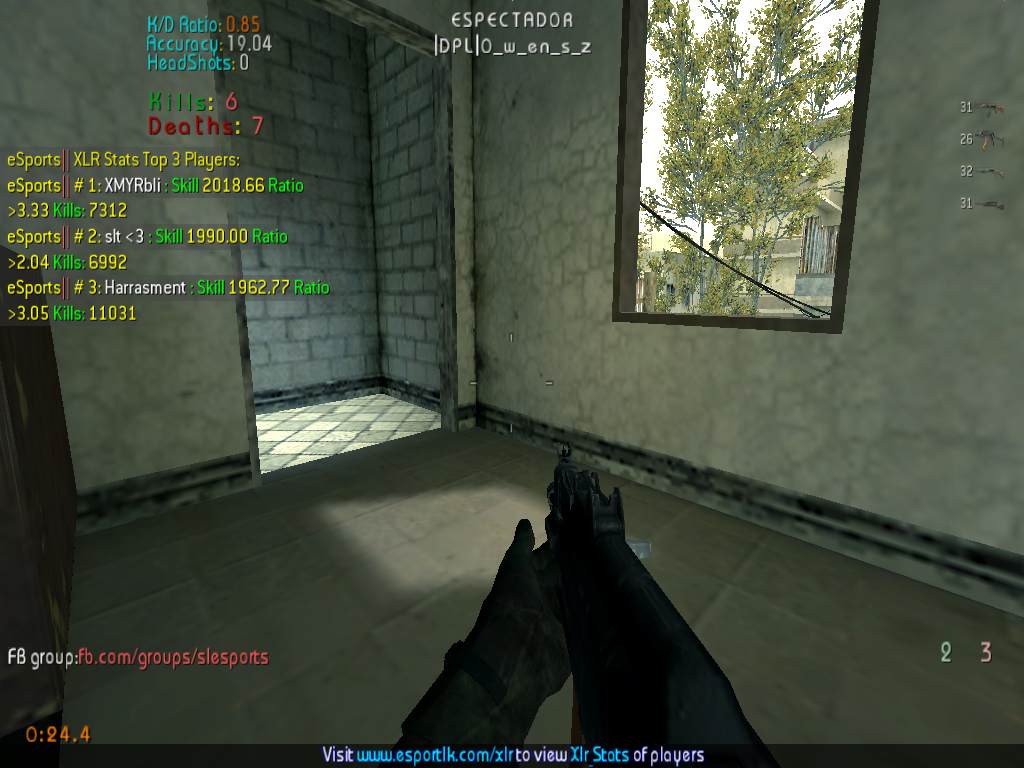 K/D Ratio: 0.85
Accuracy: 19.04
HeadShots: 0
Kills: 6
Deaths: 7
ESPECTADOR
|DPL|O_w_en_s_z
31
26
32
31
eSports|| XLR Stats Top 3 Players:
eSports|| # 1: XMYRbli : Skill 2018.66 Ratio
>3.33 Kills: 7312
eSports|| # 2: slt <3 : Skill 1990.00 Ratio
>2.04 Kills: 6992
eSports|| # 3: Harrasment : Skill 1962.77 Ratio
>3.05 Kills: 11031
FB group:fb.com/groups/slesports
2 3
0:24.4
Visit www.esportlk.com/xlr to view Xlr_Stats of players